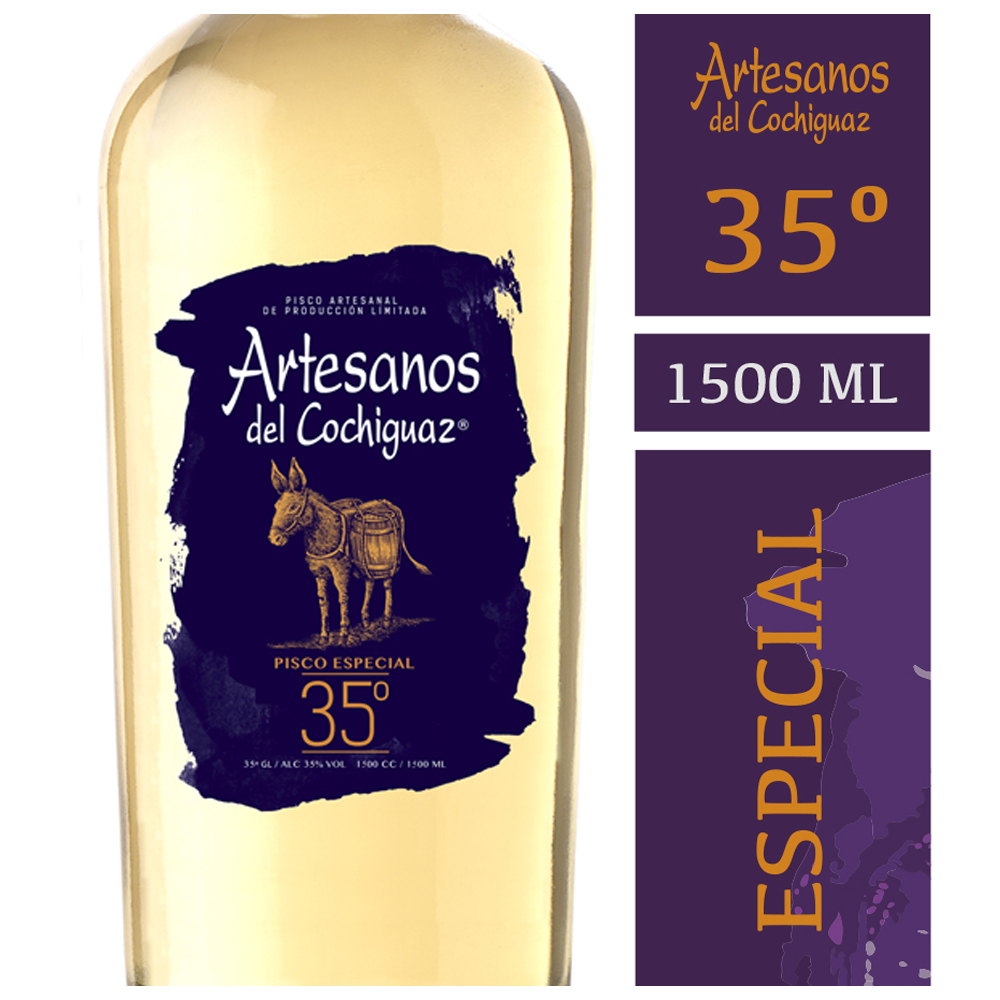 PISCO ARTESANAL
DE PRODUCCIÓN LÍMITADA
Artesanos
del Cochiguaz®
PISCO ESPECIAL
35º
35º GL / ALC 35% VOL 1500 CC / 1500 ML
Artesanos
del Cochiguaz
35º
1500 ML
ESPECIAL